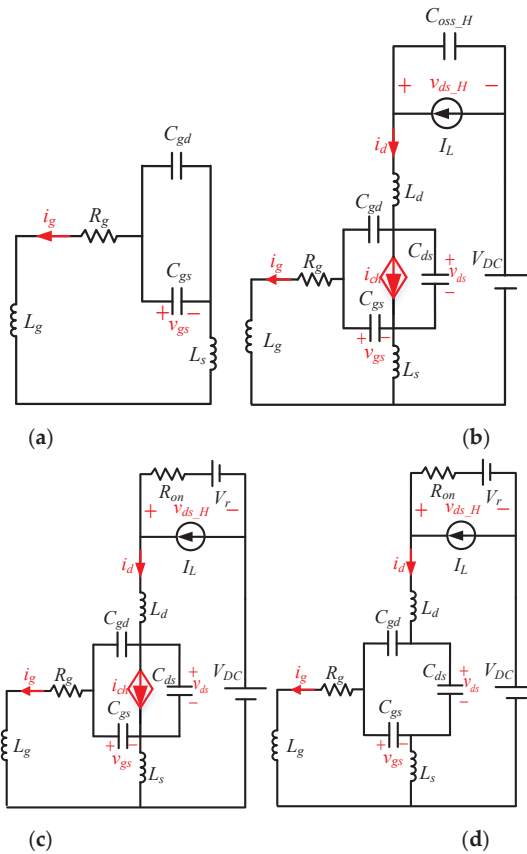 C_gd
i_g R_g
C_gs
+ v_gs −
L_g
L_s
(a)
C_oss_H
+ v_ds_H −
I_L
i_d
L_d
C_gd
C_ds
i_g R_g
i_ch
+ v_ds −
V_DC
C_gs
+ v_gs −
L_g
L_s
(b)
R_on V_r
+ v_ds_H −
I_L
i_d
L_d
C_gd
i_g R_g
i_ch
C_ds
+ v_ds −
V_DC
C_gs
+ v_gs −
L_g
L_s
(c)
R_on V_r
+ v_ds_H −
I_L
i_d
L_d
C_gd
i_g R_g
C_ds
+ v_ds −
V_DC
C_gs
+ v_gs −
L_g
L_s
(d)